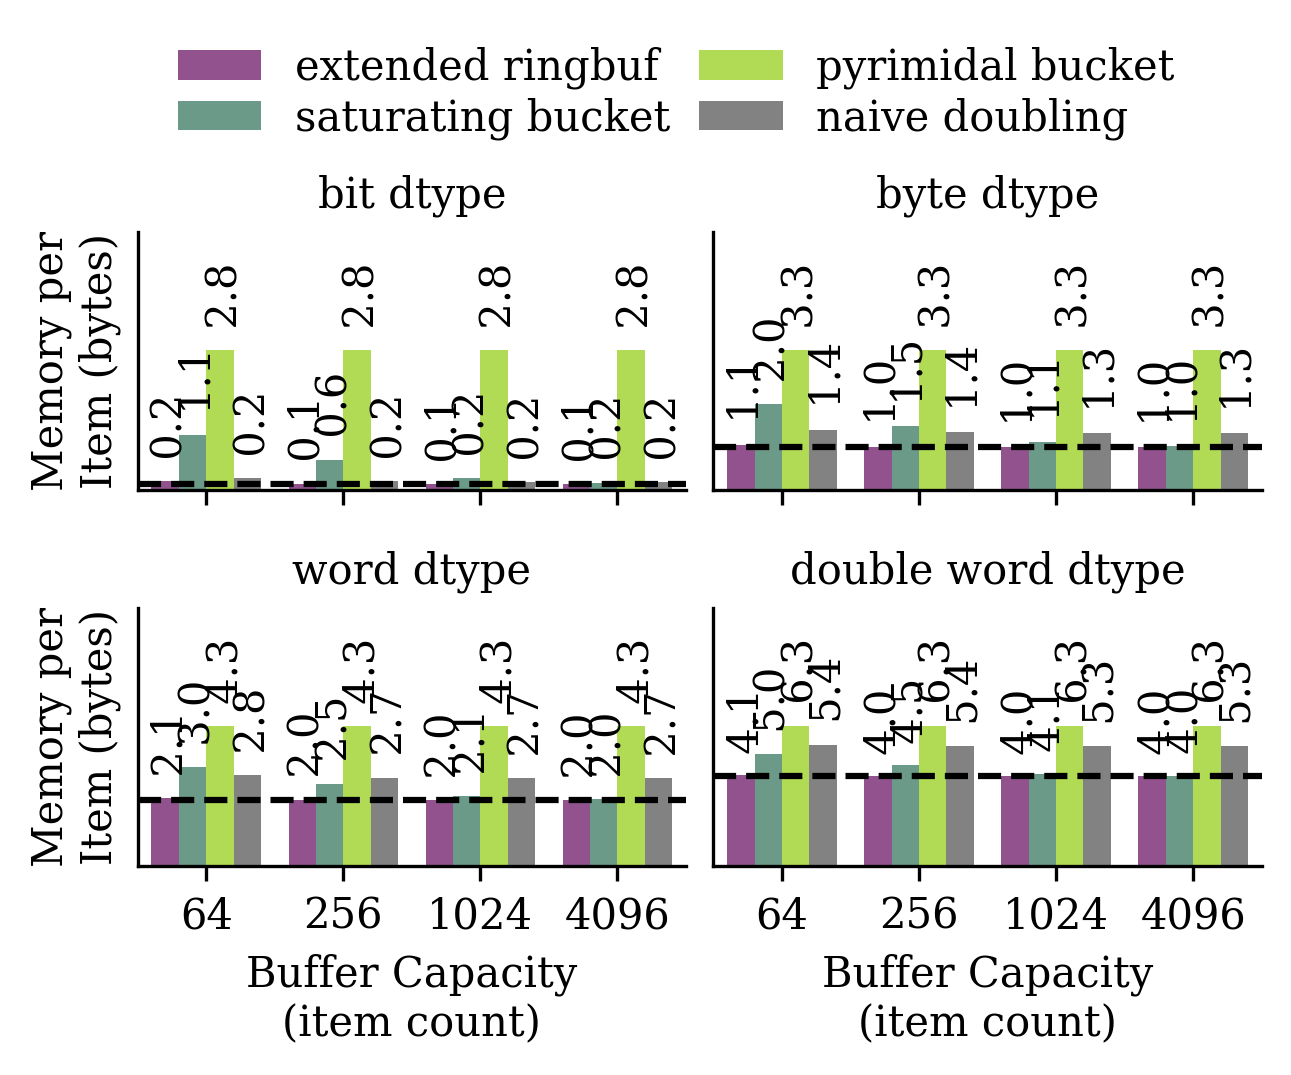 extended ringbuf
saturating bucket
pyrimidal bucket
naive doubling
bit dtype
Memory per
Item (bytes)
0.2 1.1 2.8 0.2
0.1 0.6 2.8 0.2
0.1 0.2 2.8 0.2
0.1 0.2 2.8 0.2
byte dtype
1.1 2.0 3.3 1.4
1.0 1.5 3.3 1.4
1.0 1.1 3.3 1.3
1.0 1.0 3.3 1.3
word dtype
Memory per
Item (bytes)
2.1 3.0 4.3 2.8
2.0 2.5 4.3 2.7
2.0 2.1 4.3 2.7
2.0 2.0 4.3 2.7
64 256 1024 4096
Buffer Capacity
(item count)
double word dtype
4.1 5.0 6.3 5.4
4.0 4.5 6.3 5.4
4.0 4.1 6.3 5.3
4.0 4.0 6.3 5.3
64 256 1024 4096
Buffer Capacity
(item count)